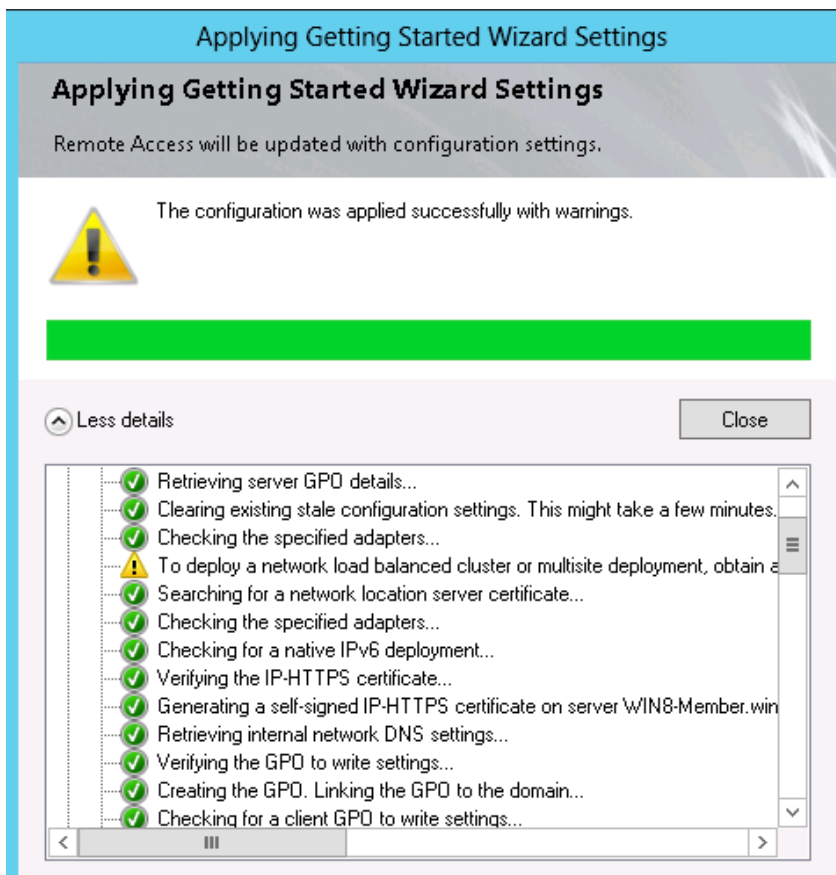 Applying Getting Started Wizard Settings
Applying Getting Started Wizard Settings
Remote Access will be updated with configuration settings.
The configuration was applied successfully with warnings.
Less details
Close
Retrieving server GPO details...
Clearing existing stale configuration settings. This might take a few minutes.
Checking the specified adapters...
To deploy a network load balanced cluster or multisite deployment, obtain a
Searching for a network location server certificate...
Checking the specified adapters...
Checking for a native IPv6 deployment...
Verifying the IP-HTTPS certificate...
Generating a self-signed IP-HTTPS certificate on server WIN8-Member.win
Retrieving internal network DNS settings...
Verifying the GPO to write settings...
Creating the GPO. Linking the GPO to the domain...
Checking for a client GPO to write settings...